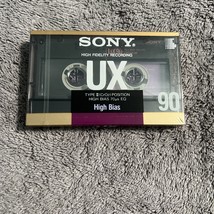 SONY
HIGH FIDELITY RECORDING
UX
TYPE II (CrO₂) POSITION
HIGH BIAS 70μs EQ
90
High Bias